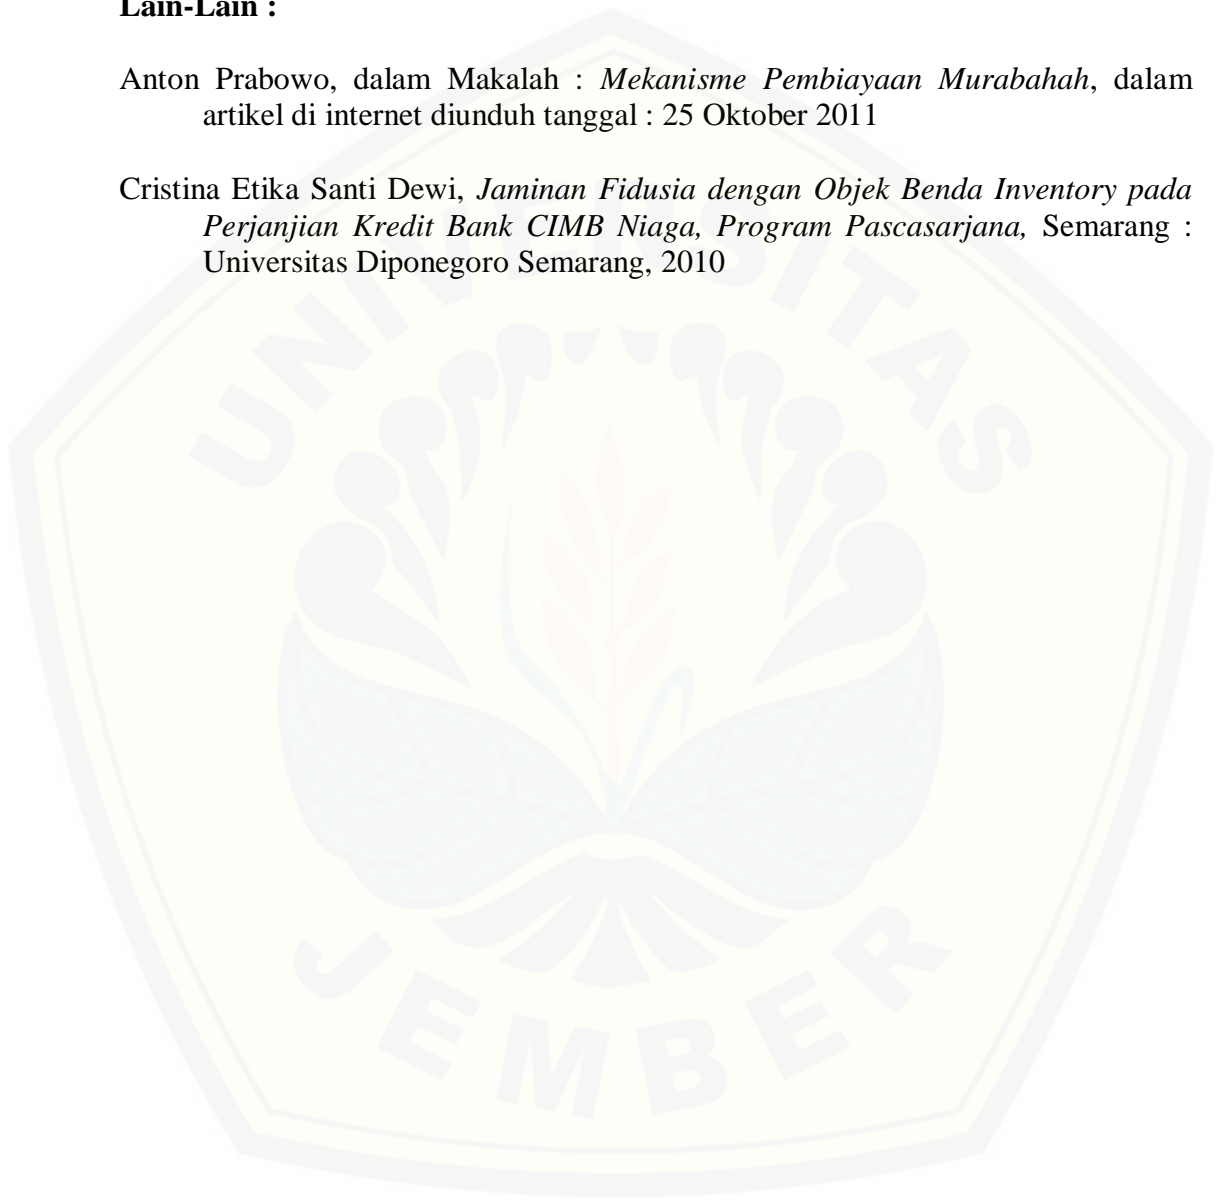 Lain-Lain :
Anton Prabowo, dalam Makalah : Mekanisme Pembiayaan Murabahah, dalam
artikel di internet diunduh tanggal : 25 Oktober 2011
Cristina Etika Santi Dewi, Jaminan Fidusia dengan Objek Benda Inventory pada
Perjanjian Kredit Bank CIMB Niaga, Program Pascasarjana, Semarang :
Universitas Diponegoro Semarang, 2010
UNIVERSITAS
JEMBER